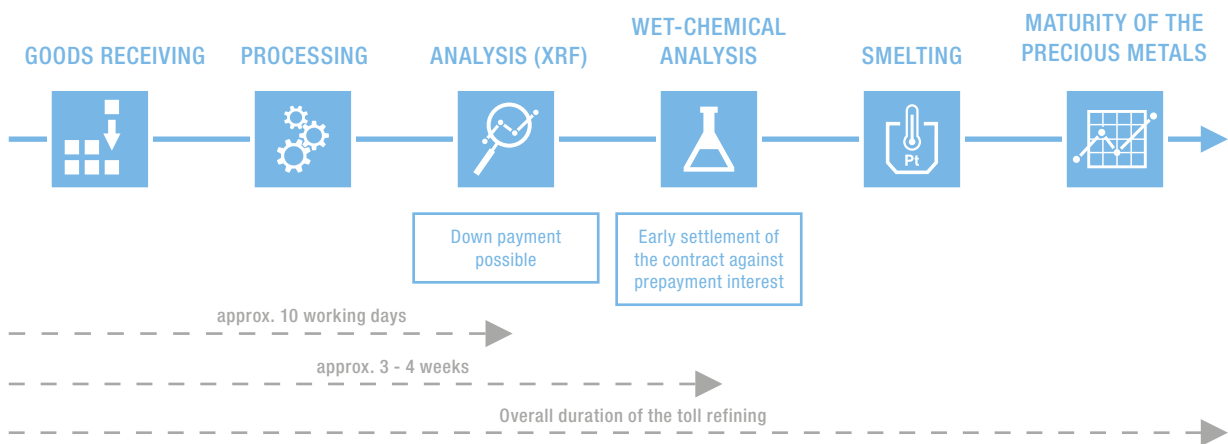 GOODS RECEIVING
PROCESSING
ANALYSIS (XRF)
WET-CHEMICAL
ANALYSIS
SMELTING
MATURITY OF THE
PRECIOUS METALS
Pt
Down payment
possible
Early settlement of
the contract against
prepayment interest
approx. 10 working days
approx. 3 - 4 weeks
Overall duration of the toll refining